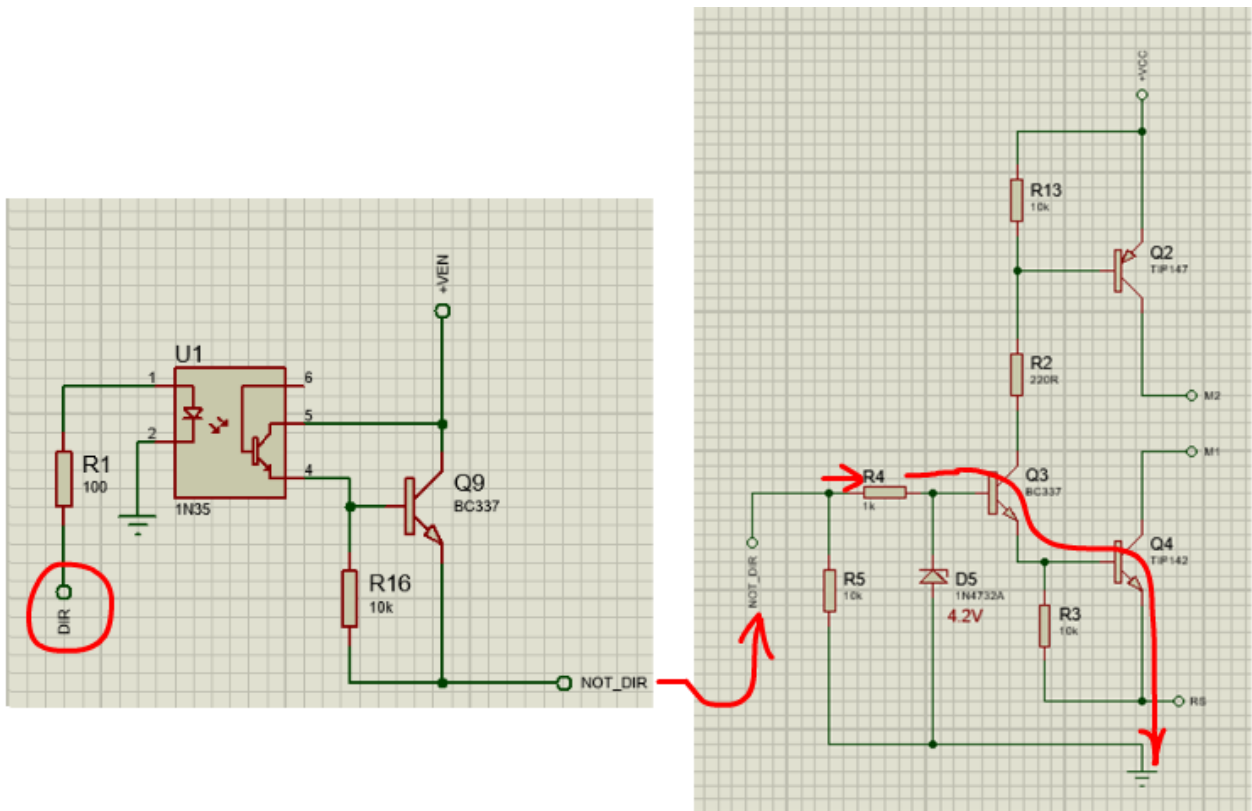 U1
1
2
6
5
4
1N35
R1
100
DIR
+VEN
Q9
BC337
R16
10k
NOT_DIR
+VCC
R13
10k
Q2
TIP147
R2
220R
M2
M1
R4
1k
Q3
BC337
Q4
TIP142
NOT_DIR
R5
10k
D5
1N4732A
4.2V
R3
10k
RS